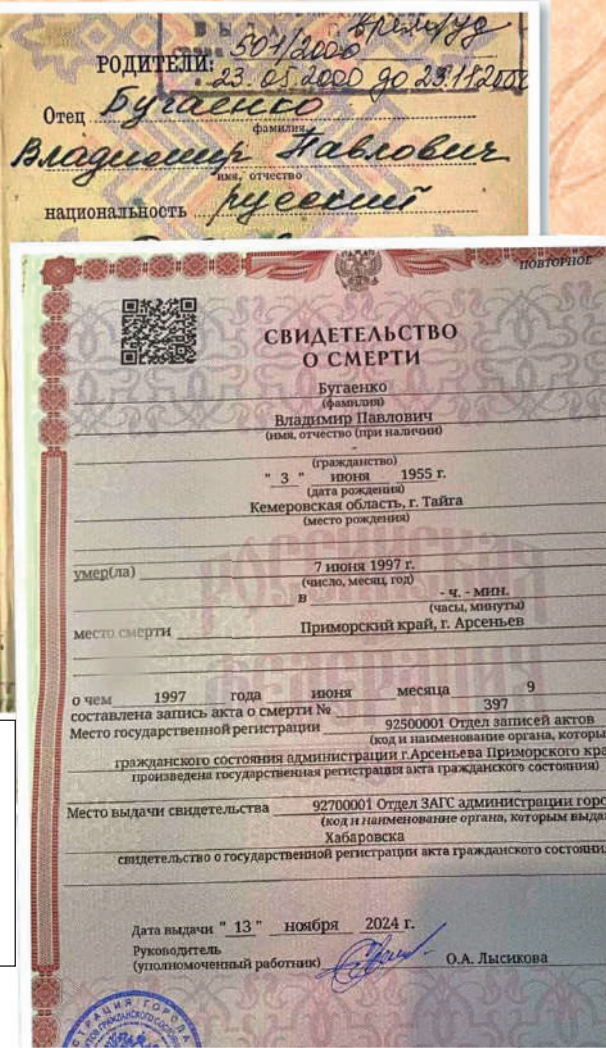 ВЫДАН
501/2000
РОДИТЕЛИ:
23.05.2000 до 23.11.2000
Отец Бугаенко
фамилия
Владимир Павлович
имя, отчество
национальность русский
ПОВТОРНОЕ
СВИДЕТЕЛЬСТВО
О СМЕРТИ
Бугаенко
(фамилия)
Владимир Павлович
(имя, отчество (при наличии)
-
(гражданство)
" 3 " июня 1955 г.
(дата рождения)
Кемеровская область, г. Тайга
(место рождения)
умер(ла) 7 июня 1997 г.
(число, месяц, год)
в - ч. - мин.
(часы, минуты)
место смерти Приморский край, г. Арсеньев
РОССИЙСКАЯ
ФЕДЕРАЦИЯ
о чем 1997 года июня месяца 9
составлена запись акта о смерти № 397
Место государственной регистрации 92500001 Отдел записей актов
(код и наименование органа, которы
гражданского состояния администрации г.Арсеньева Приморского кра
произведена государственная регистрация акта гражданского состояния)
Место выдачи свидетельства 92700001 Отдел ЗАГС администрации горо
(код и наименование органа, которым выда
Хабаровска
свидетельство о государственной регистрации акта гражданского состояни
Дата выдачи " 13 " ноября 2024 г.
Руководитель
(уполномоченный работник) О.А. Лысикова
ТРАЦИЯ ГОРОДА